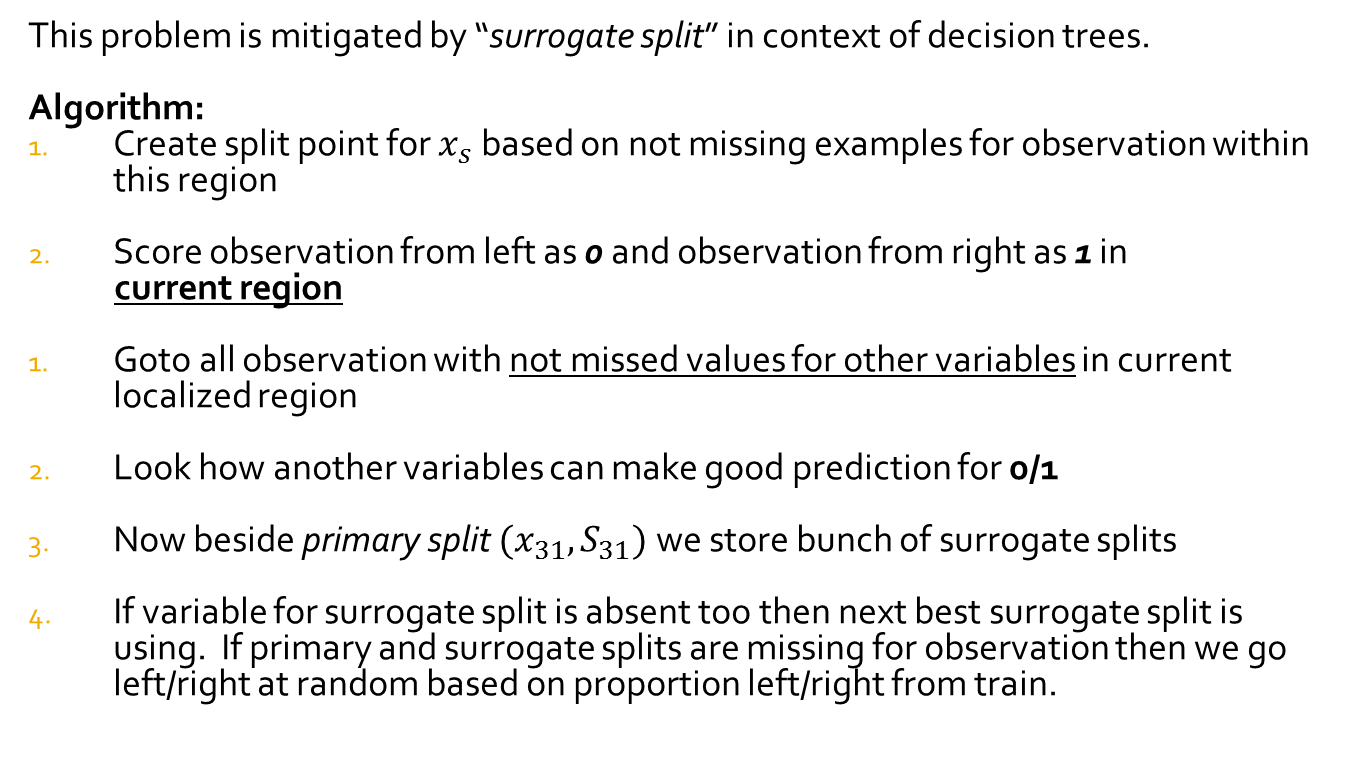 This problem is mitigated by “surrogate split” in context of decision trees.
Algorithm:
1. Create split point for xₛ based on not missing examples for observation within
this region
2. Score observation from left as 0 and observation from right as 1 in
current region
1. Goto all observation with not missed values for other variables in current
localized region
2. Look how another variables can make good prediction for 0/1
3. Now beside primary split (x₃₁, S₃₁) we store bunch of surrogate splits
4. If variable for surrogate split is absent too then next best surrogate split is
using. If primary and surrogate splits are missing for observation then we go
left/right at random based on proportion left/right from train.